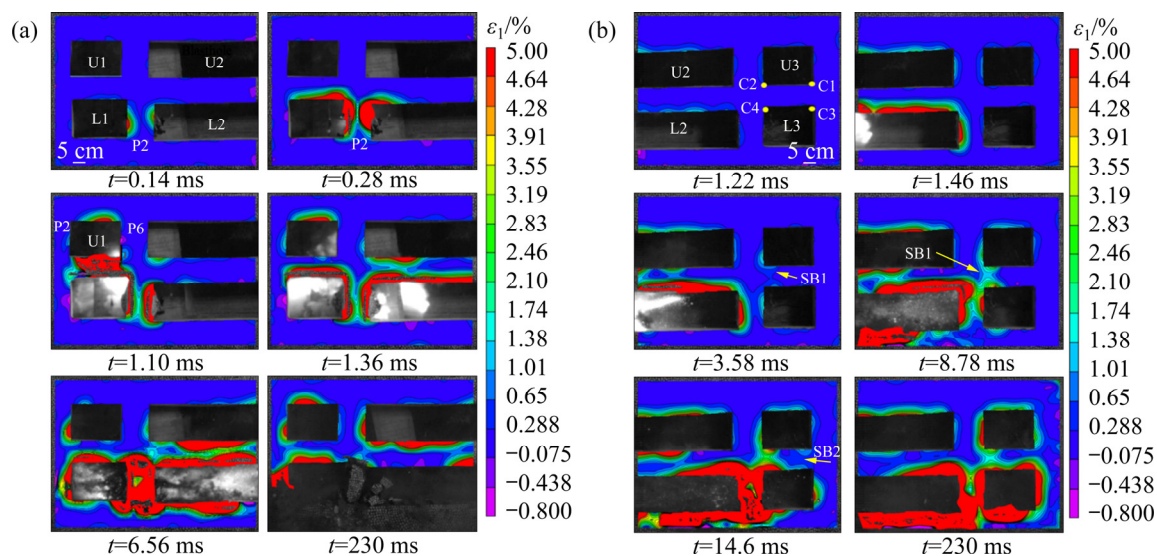 (a)
U1 U2
L1 L2
P2
5 cm
t=0.14 ms
P2
t=0.28 ms
P2 P6
U1
t=1.10 ms
t=1.36 ms
t=6.56 ms
t=230 ms
ε1/%
5.00
4.64
4.28
3.91
3.55
3.19
2.83
2.46
2.10
1.74
1.38
1.01
0.65
0.288
−0.075
−0.438
−0.800
(b)
U2 U3
C2 C1
C4 C3
L2 L3
5 cm
t=1.22 ms
t=1.46 ms
SB1
t=3.58 ms
SB1
t=8.78 ms
SB2
t=14.6 ms
t=230 ms
ε1/%
5.00
4.64
4.28
3.91
3.55
3.19
2.83
2.46
2.10
1.74
1.38
1.01
0.65
0.288
−0.075
−0.438
−0.800